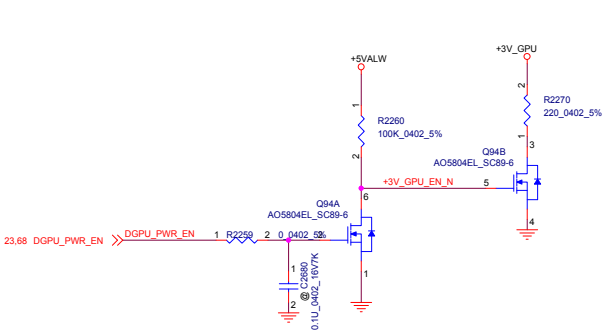 +3V_GPU
+5VALW
2
R2270
220_0402_5%
1
1
R2260
100K_0402_5%
2
3
Q94B
AO5804EL_SC89-6
+3V_GPU_EN_N
5
6
4
Q94A
AO5804EL_SC89-6
23,68 DGPU_PWR_EN
DGPU_PWR_EN
1
R2259
2
0_0402_5%
2
1
1
2
@ C2680
0.1U_0402_16V7K